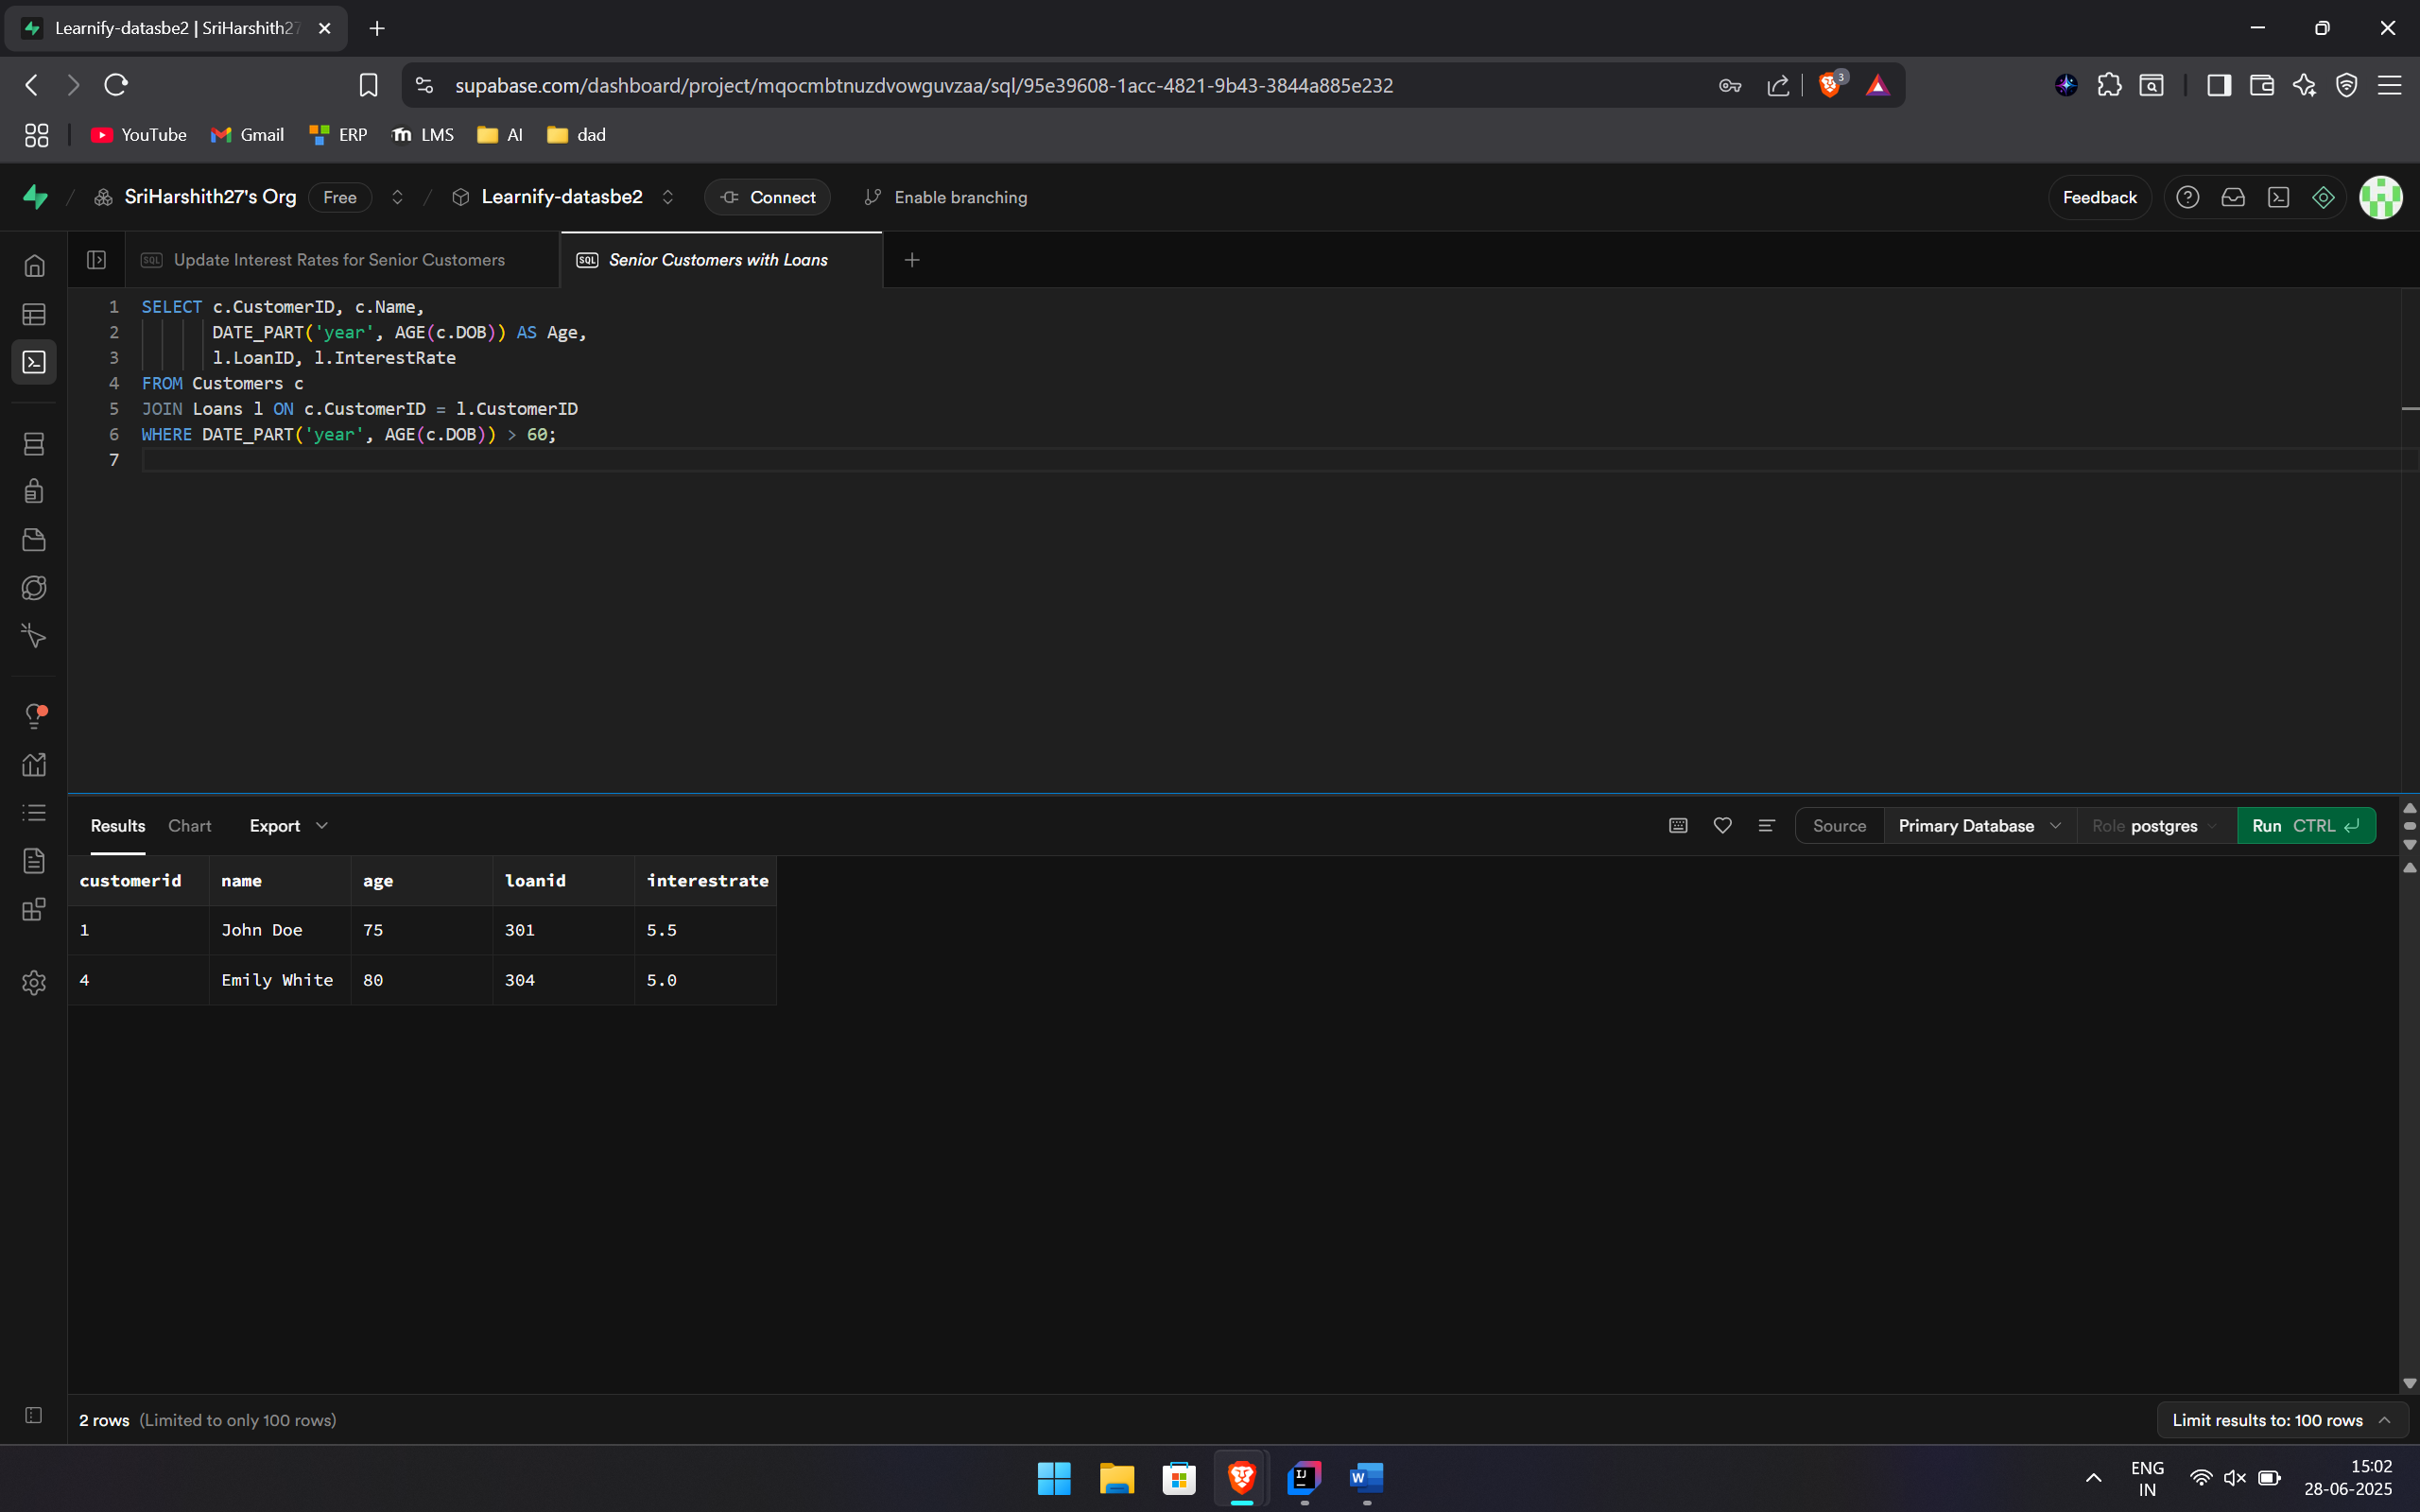 Learnify-datasbe2 | SriHarshith27
supabase.com/dashboard/project/mqocmbtnuzdvowguvzaa/sql/95e39608-1acc-4821-9b43-3844a885e232
3
YouTube Gmail ERP LMS AI dad
SriHarshith27's Org Free Learnify-datasbe2 Connect Enable branching Feedback
SQL Update Interest Rates for Senior Customers SQL Senior Customers with Loans
1 SELECT c.CustomerID, c.Name,
2 DATE_PART('year', AGE(c.DOB)) AS Age,
3 l.LoanID, l.InterestRate
4 FROM Customers c
5 JOIN Loans l ON c.CustomerID = l.CustomerID
6 WHERE DATE_PART('year', AGE(c.DOB)) > 60;
7
Results Chart Export Source Primary Database Role postgres Run CTRL
customerid name age loanid interestrate
1 John Doe 75 301 5.5
4 Emily White 80 304 5.0
2 rows (Limited to only 100 rows) Limit results to: 100 rows
IJ W ENG 15:02
IN 28-06-2025